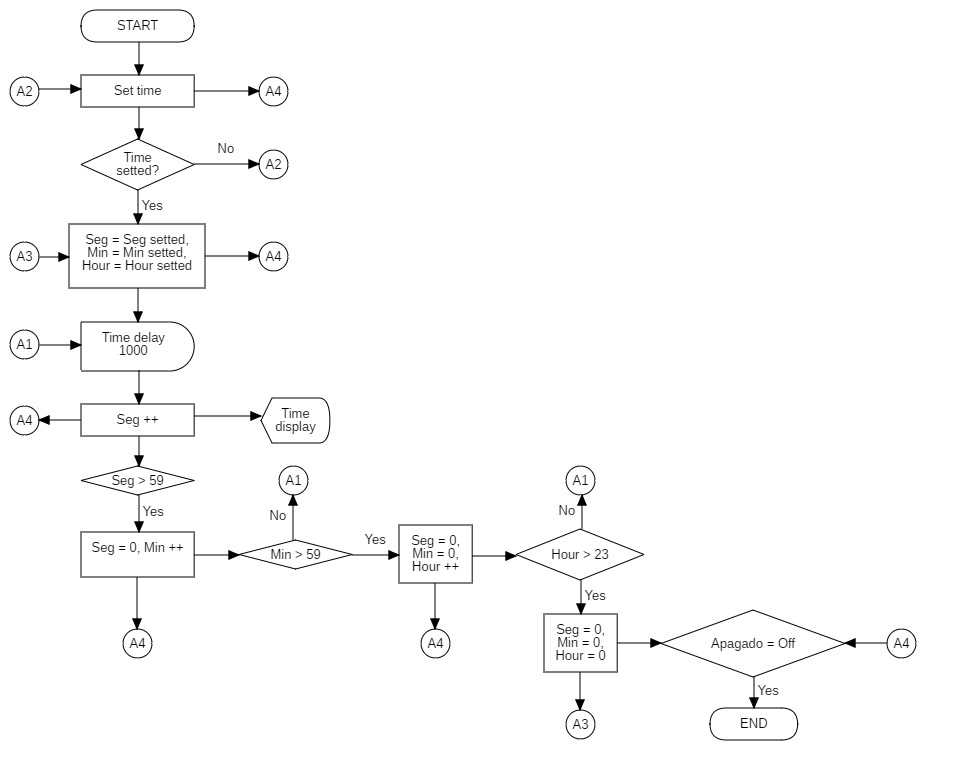 START
A2
Set time
A4
Time
setted?
No
A2
Yes
A3
Seg = Seg setted,
Min = Min setted,
Hour = Hour setted
A4
A1
Time delay
1000
A4
Seg ++
Time
display
Seg > 59
Yes
A1
No
A1
No
Seg = 0, Min ++
Min > 59
Yes
Seg = 0,
Min = 0,
Hour ++
Hour > 23
Yes
A4
A4
Seg = 0,
Min = 0,
Hour = 0
Apagado = Off
A4
Yes
A3
END